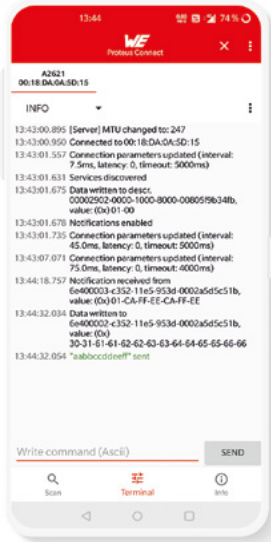 13:44
74%
WE
Proteus Connect
A2621
00:18:DA:0A:5D:15
INFO
13:43:00.895 [Server] MTU changed to: 247
13:43:00.950 Connected to 00:18:DA:0A:5D:15
13:43:01.557 Connection parameters updated (interval:
7.5ms, latency: 0, timeout: 5000ms)
13:43:01.631 Services discovered
13:43:01.675 Data written to descr.
00002902-0000-1000-8000-00805f9b34fb,
value: (0x) 01-00
13:43:01.678 Notifications enabled
13:43:01.735 Connection parameters updated (interval:
45.0ms, latency: 0, timeout: 5000ms)
13:43:07.071 Connection parameters updated (interval:
75.0ms, latency: 0, timeout: 4000ms)
13:44:18.757 Notification received from
6e400003-c352-11e5-953d-0002a5d5c51b,
value: (0x) 01-CA-FF-EE-CA-FF-EE
13:44:32.034 Data written to
6e400002-c352-11e5-953d-0002a5d5c51b,
value: (0x)
30-31-61-61-62-62-63-63-64-64-65-65-66-66
13:44:32.054 "aabbccddeeff" sent
Write command (Ascii)
SEND
Scan
Terminal
Info